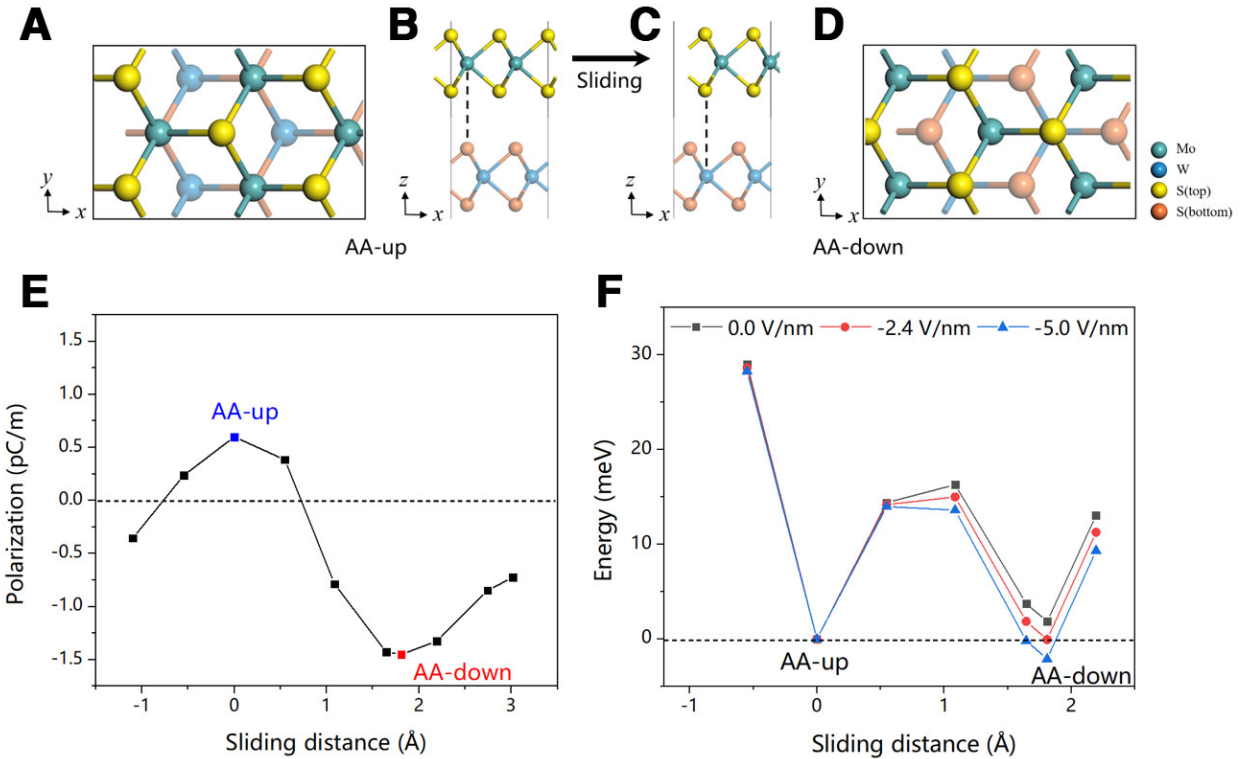 A
B
C
D
Sliding
y
x
z
x
z
x
y
x
Mo
W
S(top)
S(bottom)
AA-up
AA-down
E
F
1.5
1.0
0.5
0.0
-0.5
-1.0
-1.5
Polarization (pC/m)
AA-up
AA-down
-1
0
1
2
3
Sliding distance (Å)
0.0 V/nm
-2.4 V/nm
-5.0 V/nm
30
20
10
0
Energy (meV)
AA-up
AA-down
-1
0
1
2
Sliding distance (Å)